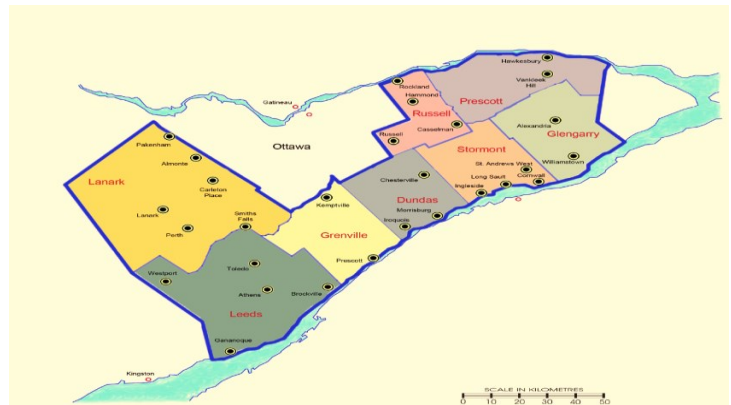 Hawkesbury
Vankleek
Hill
Rockland
Hammond
Prescott
Gatineau
Russell
Casselman
Alexandria
Glengarry
Russell
Ottawa
Pakenham
Stormont
Almonte
Williamstown
St. Andrews West
Lanark
Chesterville
Long Sault
Cornwall
Carleton
Place
Ingleside
Dundas
Kemptville
Lanark
Smiths
Falls
Morrisburg
Iroquois
Perth
Grenville
Prescott
Toledo
Westport
Athens
Brockville
Leeds
Gananoque
Kingston
SCALE IN KILOMETRES
0 10 20 30 40 50